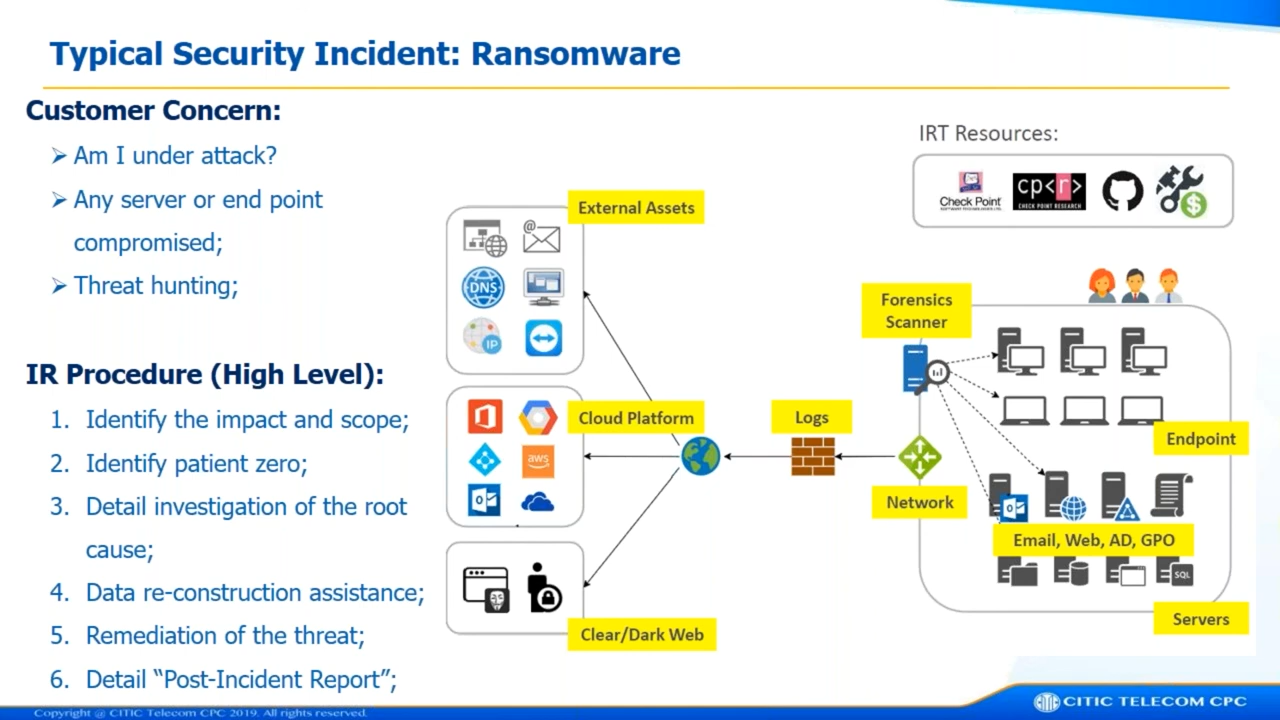 Typical Security Incident: Ransomware
Customer Concern:
Am I under attack?
Any server or end point
compromised;
Threat hunting;
IR Procedure (High Level):
1. Identify the impact and scope;
2. Identify patient zero;
3. Detail investigation of the root
cause;
4. Data re-construction assistance;
5. Remediation of the threat;
6. Detail “Post-Incident Report”;
External Assets
@
DNS
IP
Cloud Platform
aws
Clear/Dark Web
Logs
Network
Forensics
Scanner
IRT Resources:
Check Point
SOFTWARE TECHNOLOGIES LTD.
cp<r>
CHECK POINT RESEARCH
$
Endpoint
Email, Web, AD, GPO
SQL
Servers
Copyright @ CITIC Telecom CPC 2019. All rights reserved.
CITIC TELECOM CPC